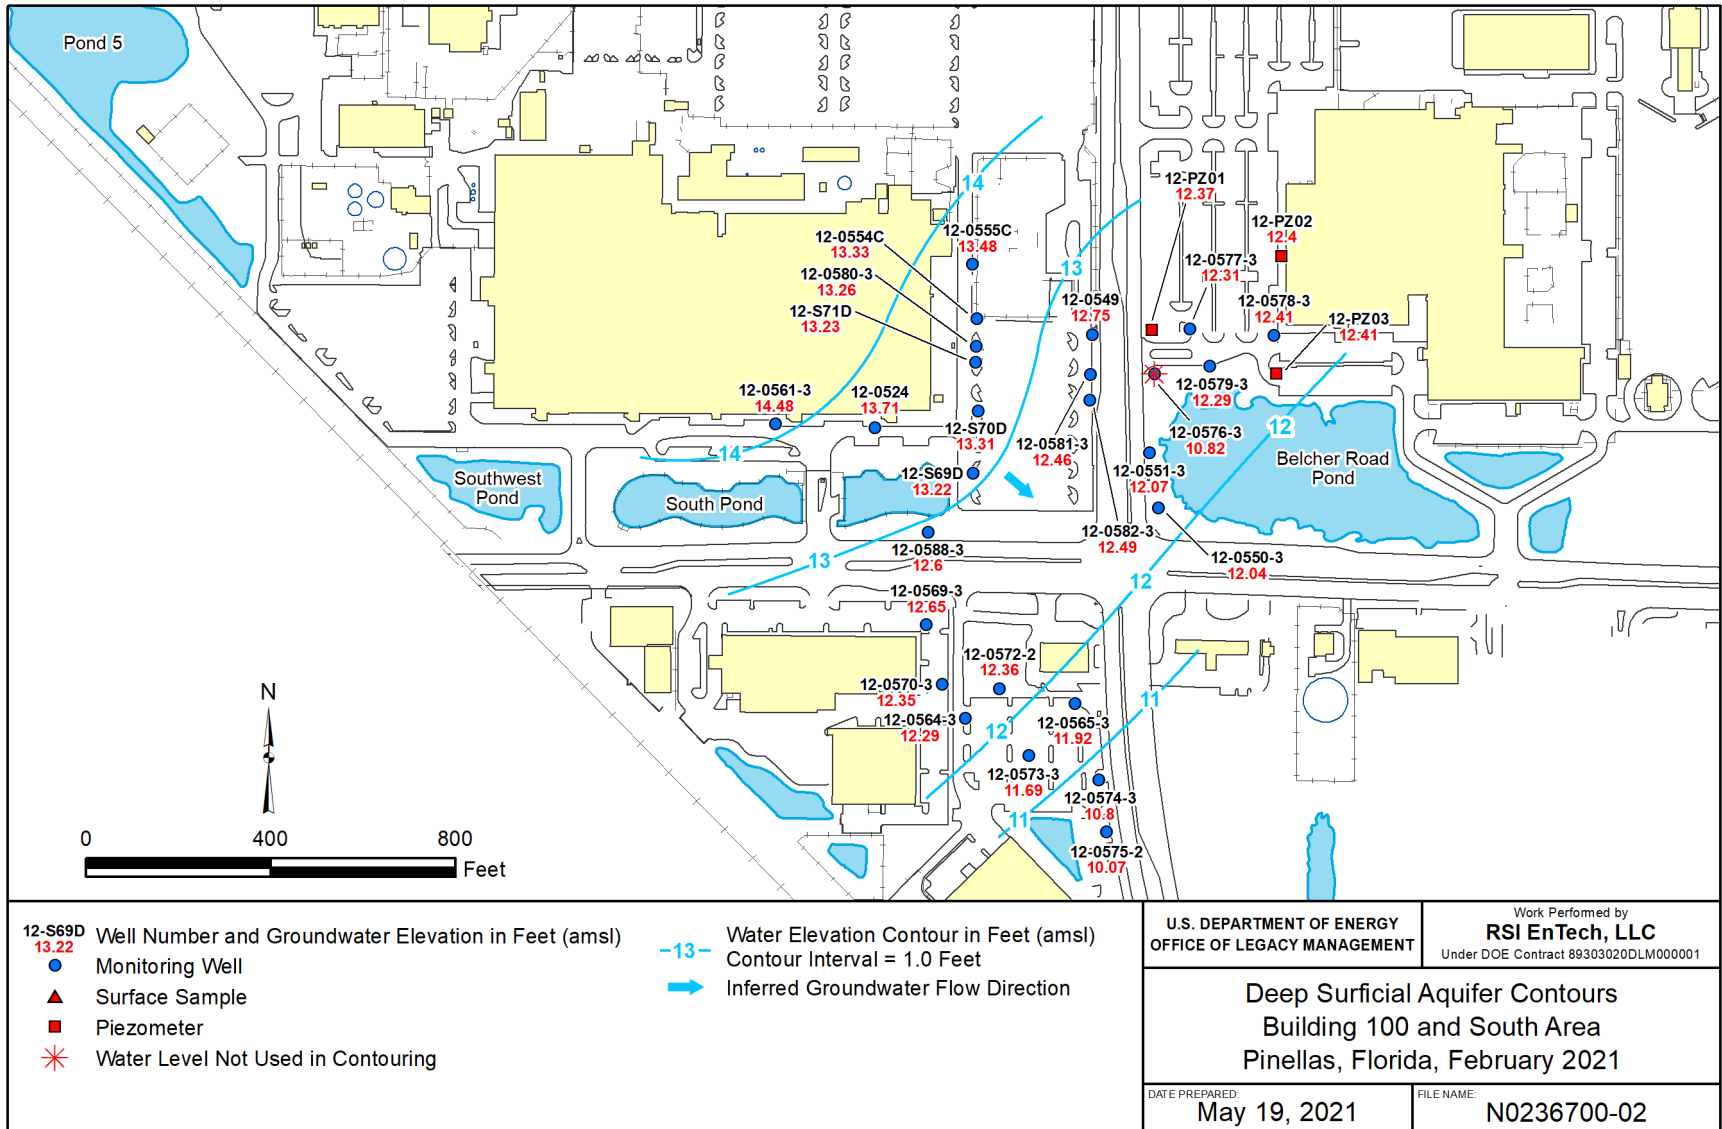 Pond 5
14
12-PZ01
12.37
12-PZ02
12.4
12-0554C
13.33
12-0555C
13.48
13
12-0577-3
12.31
12-0580-3
13.26
12-S71D
13.23
12-0549
12.75
12-0578-3
12.41
12-PZ03
12.41
12-0561-3
14.48
12-0524
13.71
12-0579-3
12.29
12-S70D
13.31
12-0581-3
12.46
12-0576-3
10.82
12
14
Belcher Road
Pond
Southwest
Pond
South Pond
12-S69D
13.22
12-0551-3
12.07
12-0582-3
12.49
12-0550-3
12.04
13
12-0588-3
12.6
12
12-0569-3
12.65
12-0572-2
12.36
12-0570-3
12.35
11
12-0564-3
12.29
12
12-0565-3
11.92
12-0573-3
11.69
12-0574-3
10.8
11
12-0575-2
10.07
N
0 400 800
Feet
12-S69D
13.22
Well Number and Groundwater Elevation in Feet (amsl)
Monitoring Well
Surface Sample
Piezometer
Water Level Not Used in Contouring
13
Water Elevation Contour in Feet (amsl)
Contour Interval = 1.0 Feet
Inferred Groundwater Flow Direction
U.S. DEPARTMENT OF ENERGY
OFFICE OF LEGACY MANAGEMENT
Work Performed by
RSI EnTech, LLC
Under DOE Contract 89303020DLM000001
Deep Surficial Aquifer Contours
Building 100 and South Area
Pinellas, Florida, February 2021
DATE PREPARED:
May 19, 2021
FILE NAME:
N0236700-02